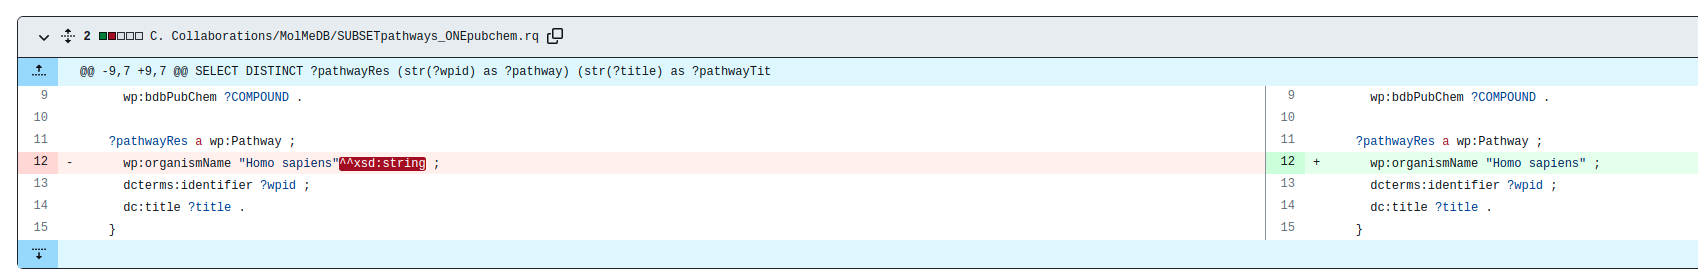 2 C. Collaborations/MolMeDB/SUBSETpathways_ONEpubchem.rq
@@ -9,7 +9,7 @@ SELECT DISTINCT ?pathwayRes (str(?wpid) as ?pathway) (str(?title) as ?pathwayTit
9 wp:bdbPubChem ?COMPOUND .
10
11 ?pathwayRes a wp:Pathway ;
12 - wp:organismName "Homo sapiens"^^xsd:string ;
13 dcterms:identifier ?wpid ;
14 dc:title ?title .
15 }
9 wp:bdbPubChem ?COMPOUND .
10
11 ?pathwayRes a wp:Pathway ;
12 + wp:organismName "Homo sapiens" ;
13 dcterms:identifier ?wpid ;
14 dc:title ?title .
15 }